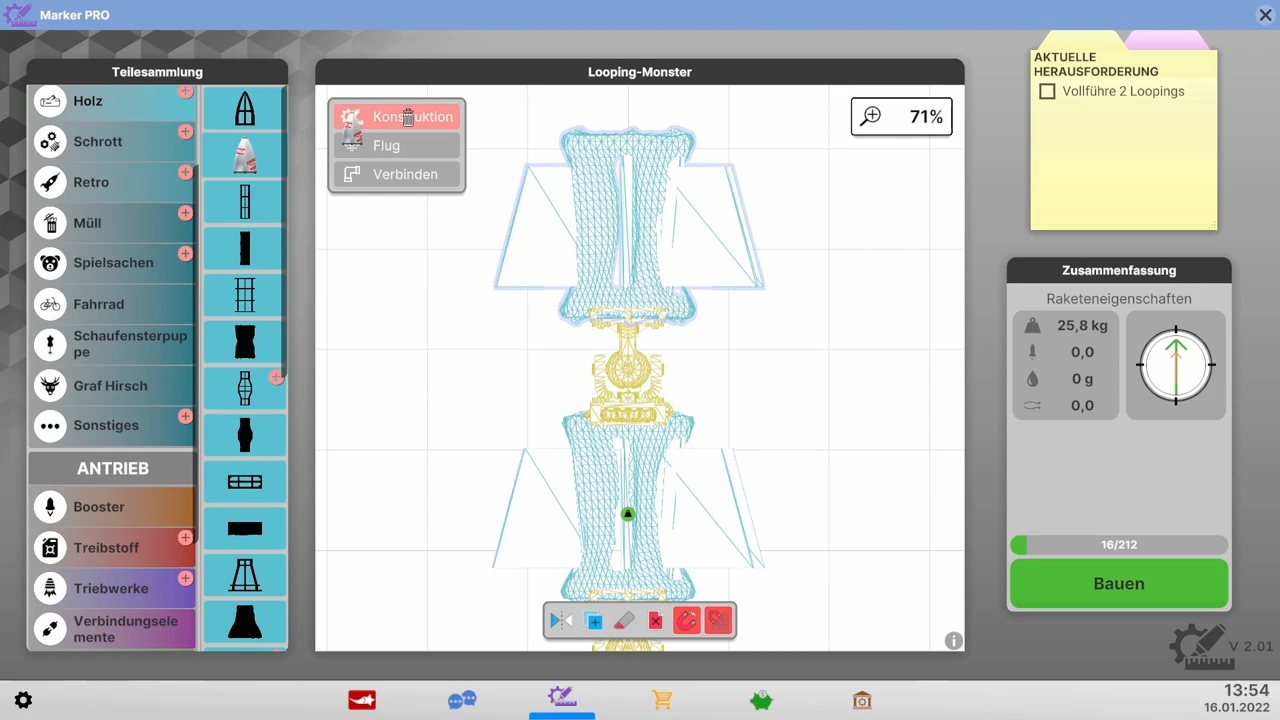 Marker PRO
Teilesammlung
Holz
Schrott
Retro
Müll
Spielsachen
Fahrrad
Schaufensterpup
pe
Graf Hirsch
Sonstiges
ANTRIEB
Booster
Treibstoff
Triebwerke
Verbindungsele
mente
Looping-Monster
Konstruktion
Flug
Verbinden
71%
AKTUELLE
HERAUSFORDERUNG
Vollführe 2 Loopings
Zusammenfassung
Raketeneigenschaften
25,8 kg
0,0
0 g
0,0
16/212
Bauen
V 2.01
13:54
16.01.2022